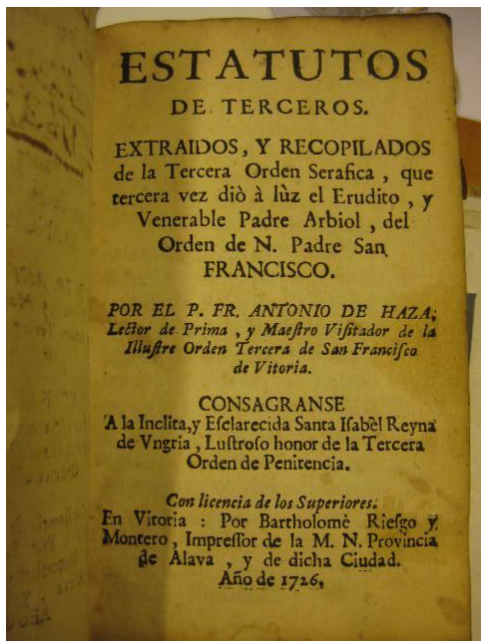 ESTATUTOS
DE TERCEROS.
EXTRAIDOS, Y RECOPILADOS
de la Tercera Orden Serafica, que
tercera vez diò à lùz el Erudito, y
Venerable Padre Arbiol, del
Orden de N. Padre San
FRANCISCO.
POR EL P. FR. ANTONIO DE HAZA,
Lector de Prima, y Maeſtro Viſitador de la
Illuſtre Orden Tercera de San Franciſco
de Vitoria.
CONSAGRANSE
A la Inclita, y Eſclarecida Santa Iſabèl Reyna
de Vngria, Luſtroſo honor de la Tercera
Orden de Penitencia.
Con licencia de los Superiores.
En Vitoria : Por Bartholomè Rieſgo y
Montero, Impreſſor de la M. N. Provincia
de Alava, y de dicha Ciudad.
Año de 1726.